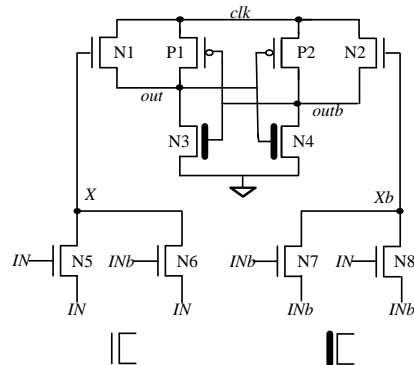 clk
N1 P1 P2 N2
out outb
N3 N4
X Xb
IN N5 INb N6 INb N7 IN N8
IN IN INb INb